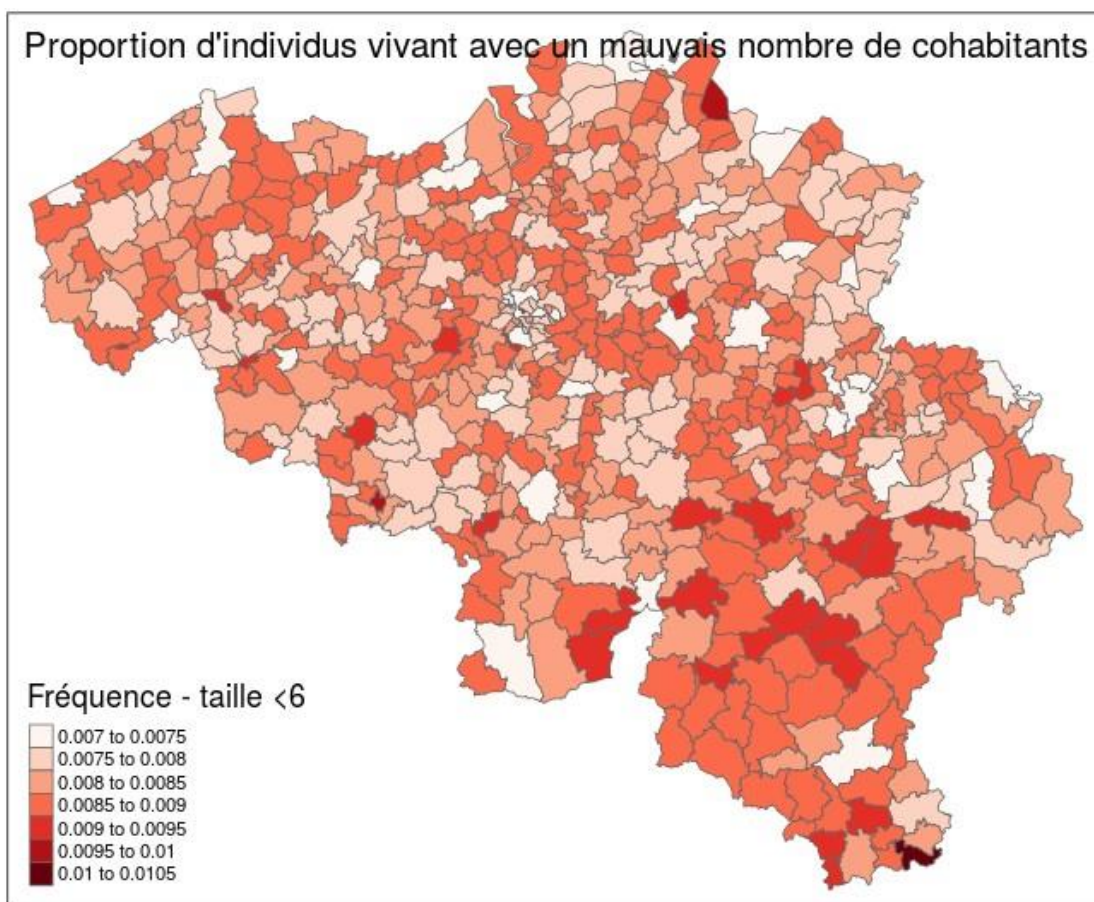 Proportion d'individus vivant avec un mauvais nombre de cohabitants
Fréquence - taille <6
0.007 to 0.0075
0.0075 to 0.008
0.008 to 0.0085
0.0085 to 0.009
0.009 to 0.0095
0.0095 to 0.01
0.01 to 0.0105